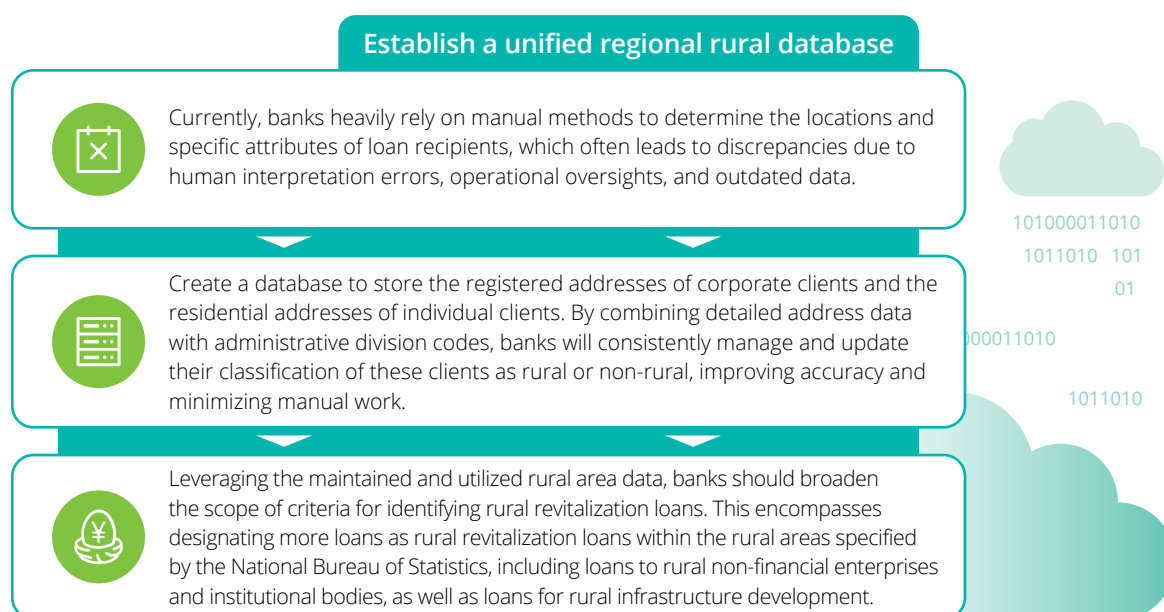 Establish a unified regional rural database
Currently, banks heavily rely on manual methods to determine the locations and
specific attributes of loan recipients, which often leads to discrepancies due to
human interpretation errors, operational oversights, and outdated data.
101000011010
1011010 101
01
Create a database to store the registered addresses of corporate clients and the
residential addresses of individual clients. By combining detailed address data
with administrative division codes, banks will consistently manage and update
their classification of these clients as rural or non-rural, improving accuracy and
minimizing manual work.
000011010
1011010
Leveraging the maintained and utilized rural area data, banks should broaden
the scope of criteria for identifying rural revitalization loans. This encompasses
designating more loans as rural revitalization loans within the rural areas specified
by the National Bureau of Statistics, including loans to rural non-financial enterprises
and institutional bodies, as well as loans for rural infrastructure development.
¥